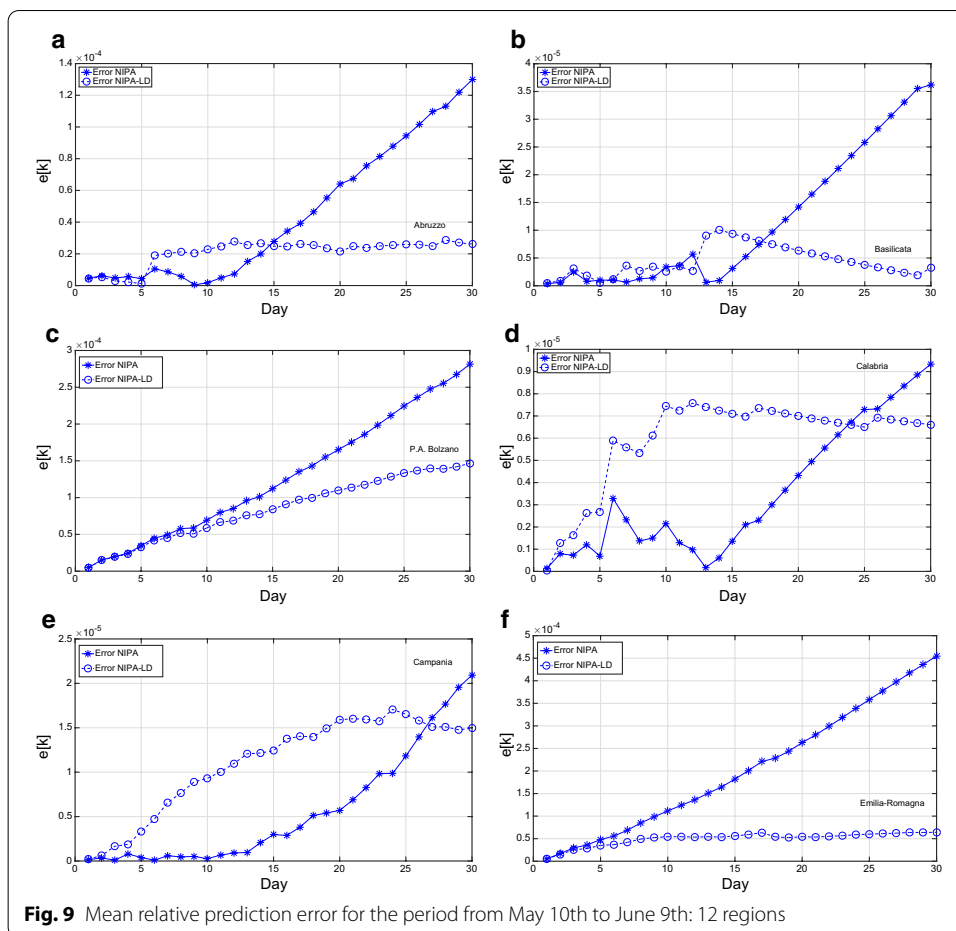 a
×10⁻⁴
Error NIPA
Error NIPA-LD
e[k]
1.4
1.2
1
0.8
0.6
0.4
0.2
0
Abruzzo
0 5 10 15 20 25 30
Day
b
×10⁻⁵
Error NIPA
Error NIPA-LD
e[k]
4
3.5
3
2.5
2
1.5
1
0.5
0
Basilicata
0 5 10 15 20 25 30
Day
c
×10⁻⁴
Error NIPA
Error NIPA-LD
e[k]
3
2.5
2
1.5
1
0.5
0
P.A. Bolzano
0 5 10 15 20 25 30
Day
d
×10⁻⁵
Error NIPA
Error NIPA-LD
e[k]
1
0.9
0.8
0.7
0.6
0.5
0.4
0.3
0.2
0.1
0
Calabria
0 5 10 15 20 25 30
Day
e
×10⁻⁵
Error NIPA
Error NIPA-LD
e[k]
2.5
2
1.5
1
0.5
0
Campania
0 5 10 15 20 25 30
Day
f
×10⁻⁴
Error NIPA
Error NIPA-LD
e[k]
5
4.5
4
3.5
3
2.5
2
1.5
1
0.5
0
Emilia-Romagna
0 5 10 15 20 25 30
Day
Fig. 9 Mean relative prediction error for the period from May 10th to June 9th: 12 regions